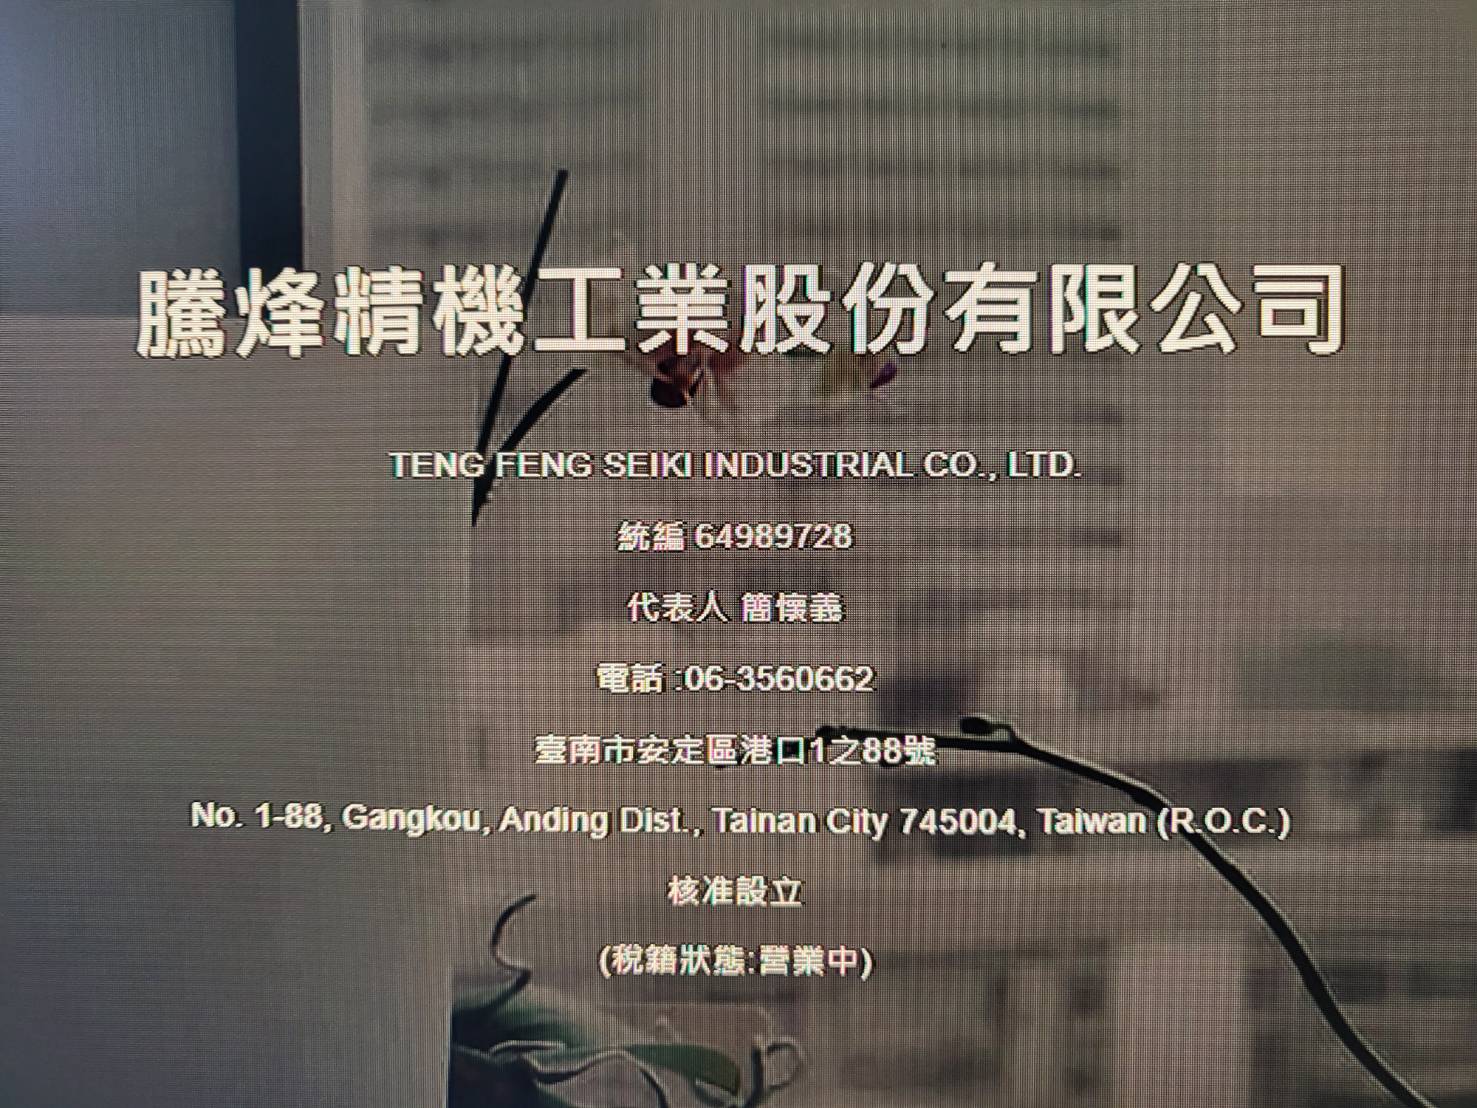 騰烽精機工業股份有限公司
TENG FENG SEIKI INDUSTRIAL CO., LTD.
統編 64989728
代表人 簡懷義
電話 :06-3560662
臺南市安定區港口1之88號
No. 1-88, Gangkou, Anding Dist., Tainan City 745004, Taiwan (R.O.C.)
核准設立
(稅籍狀態:營業中)